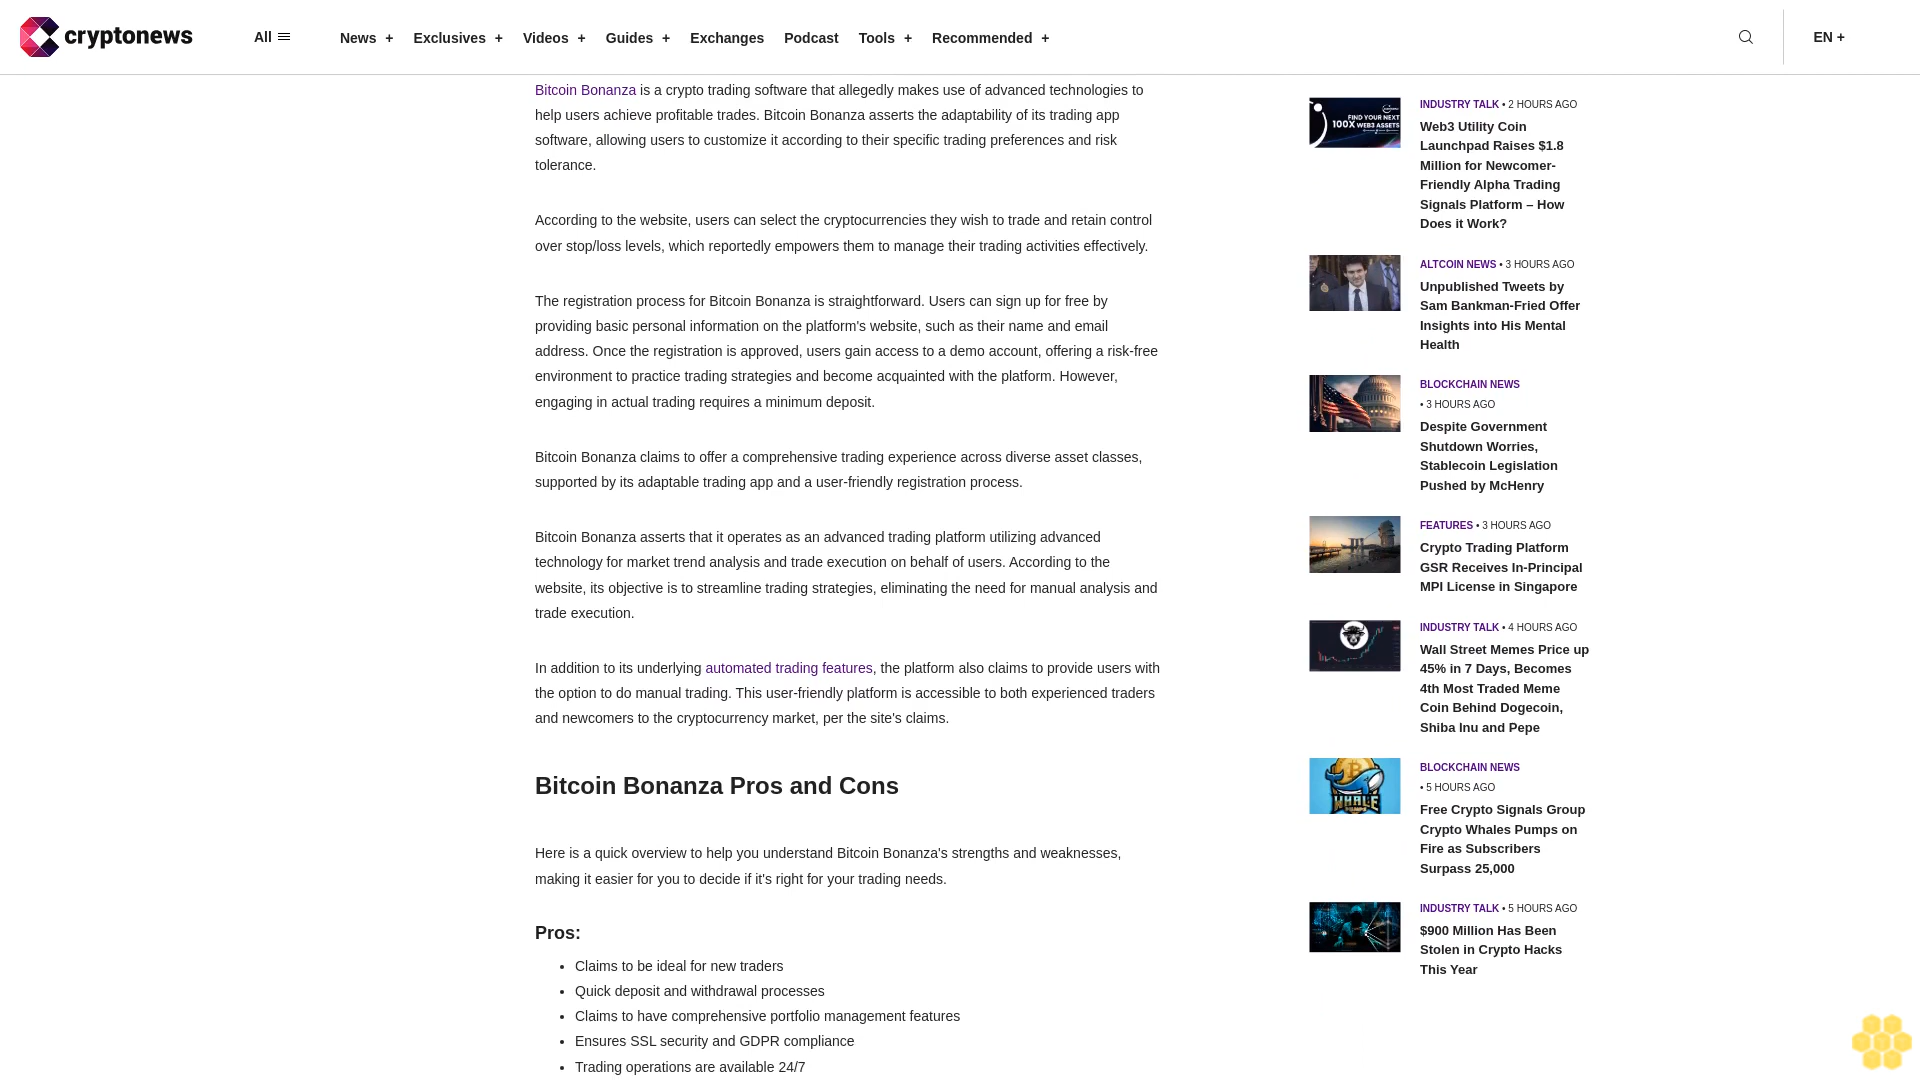 cryptonews
All
News +
Exclusives +
Videos +
Guides +
Exchanges
Podcast
Tools +
Recommended +
EN +
Bitcoin Bonanza is a crypto trading software that allegedly makes use of advanced technologies to
help users achieve profitable trades. Bitcoin Bonanza asserts the adaptability of its trading app
software, allowing users to customize it according to their specific trading preferences and risk
tolerance.
According to the website, users can select the cryptocurrencies they wish to trade and retain control
over stop/loss levels, which reportedly empowers them to manage their trading activities effectively.
The registration process for Bitcoin Bonanza is straightforward. Users can sign up for free by
providing basic personal information on the platform's website, such as their name and email
address. Once the registration is approved, users gain access to a demo account, offering a risk-free
environment to practice trading strategies and become acquainted with the platform. However,
engaging in actual trading requires a minimum deposit.
Bitcoin Bonanza claims to offer a comprehensive trading experience across diverse asset classes,
supported by its adaptable trading app and a user-friendly registration process.
Bitcoin Bonanza asserts that it operates as an advanced trading platform utilizing advanced
technology for market trend analysis and trade execution on behalf of users. According to the
website, its objective is to streamline trading strategies, eliminating the need for manual analysis and
trade execution.
In addition to its underlying automated trading features, the platform also claims to provide users with
the option to do manual trading. This user-friendly platform is accessible to both experienced traders
and newcomers to the cryptocurrency market, per the site's claims.
Bitcoin Bonanza Pros and Cons
Here is a quick overview to help you understand Bitcoin Bonanza's strengths and weaknesses,
making it easier for you to decide if it's right for your trading needs.
Pros:
• Claims to be ideal for new traders
• Quick deposit and withdrawal processes
• Claims to have comprehensive portfolio management features
• Ensures SSL security and GDPR compliance
• Trading operations are available 24/7
FIND YOUR NEXT
100X WEB3 ASSETS
INDUSTRY TALK • 2 HOURS AGO
Web3 Utility Coin
Launchpad Raises $1.8
Million for Newcomer-
Friendly Alpha Trading
Signals Platform – How
Does it Work?
ALTCOIN NEWS • 3 HOURS AGO
Unpublished Tweets by
Sam Bankman-Fried Offer
Insights into His Mental
Health
BLOCKCHAIN NEWS
• 3 HOURS AGO
Despite Government
Shutdown Worries,
Stablecoin Legislation
Pushed by McHenry
FEATURES • 3 HOURS AGO
Crypto Trading Platform
GSR Receives In-Principal
MPI License in Singapore
INDUSTRY TALK • 4 HOURS AGO
Wall Street Memes Price up
45% in 7 Days, Becomes
4th Most Traded Meme
Coin Behind Dogecoin,
Shiba Inu and Pepe
WHALE
BLOCKCHAIN NEWS
• 5 HOURS AGO
Free Crypto Signals Group
Crypto Whales Pumps on
Fire as Subscribers
Surpass 25,000
INDUSTRY TALK • 5 HOURS AGO
$900 Million Has Been
Stolen in Crypto Hacks
This Year